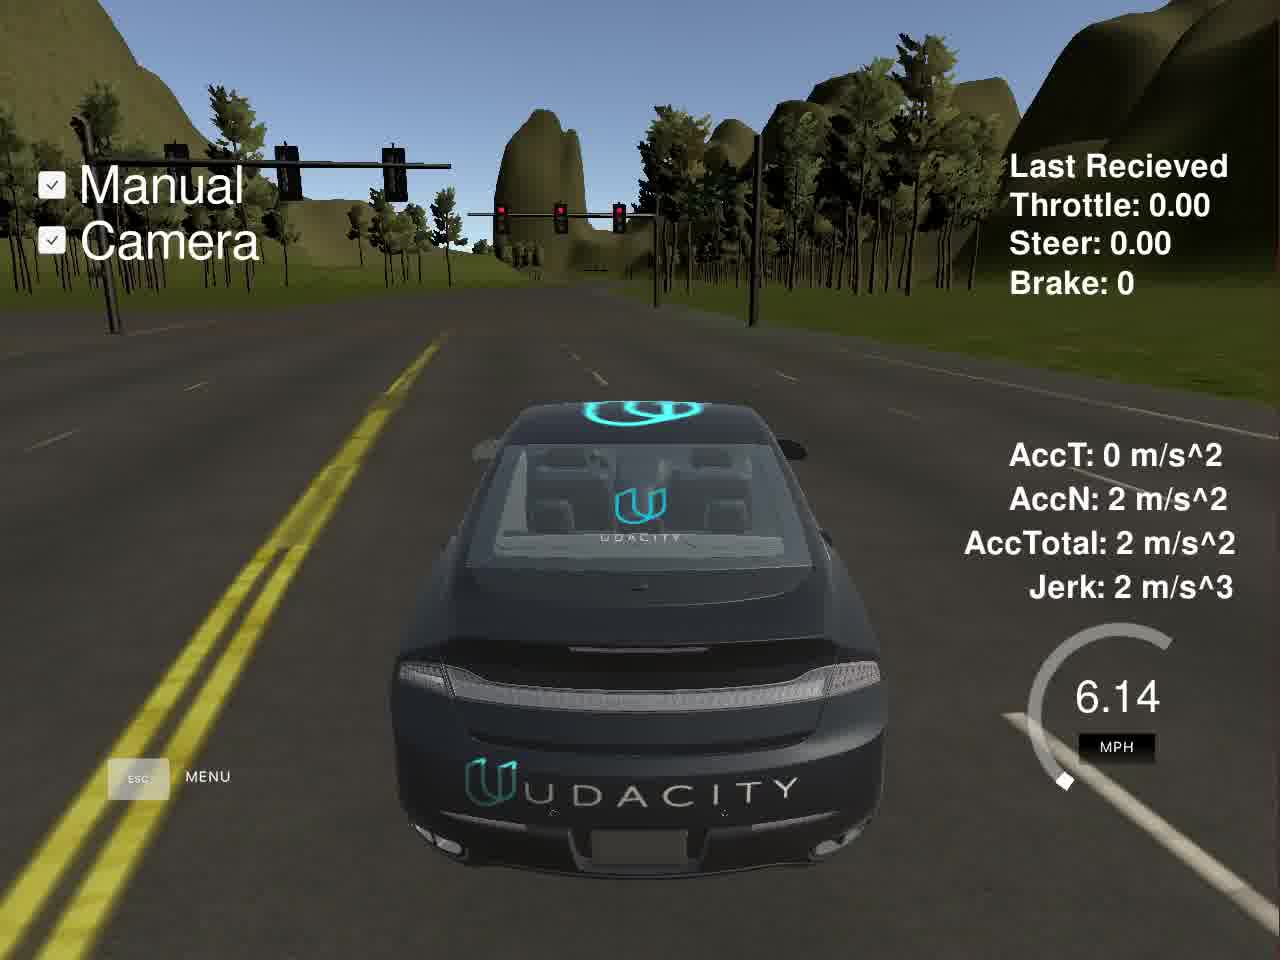 Manual
Camera
Last Recieved
Throttle: 0.00
Steer: 0.00
Brake: 0
AccT: 0 m/s^2
AccN: 2 m/s^2
AccTotal: 2 m/s^2
Jerk: 2 m/s^3
UDACITY
6.14
MPH
ESC
MENU
UDACITY